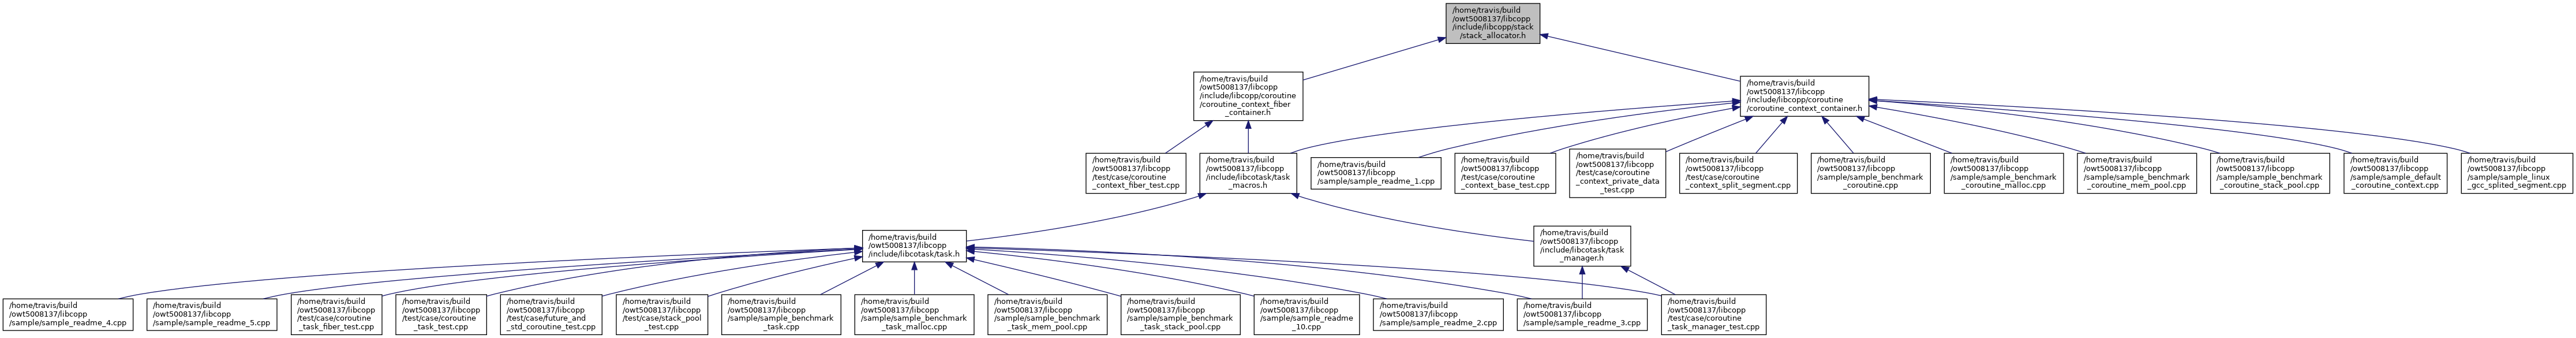 /home/travis/build
/owt5008137/libcopp
/include/libcopp/stack
/stack_allocator.h
/home/travis/build
/owt5008137/libcopp
/include/libcopp/coroutine
/coroutine_context_fiber
_container.h
/home/travis/build
/owt5008137/libcopp
/include/libcopp/coroutine
/coroutine_context_container.h
/home/travis/build
/owt5008137/libcopp
/test/case/coroutine
_context_fiber_test.cpp
/home/travis/build
/owt5008137/libcopp
/include/libcotask/task
_macros.h
/home/travis/build
/owt5008137/libcopp
/sample/sample_readme_1.cpp
/home/travis/build
/owt5008137/libcopp
/test/case/coroutine
_context_base_test.cpp
/home/travis/build
/owt5008137/libcopp
/test/case/coroutine
_context_private_data
_test.cpp
/home/travis/build
/owt5008137/libcopp
/test/case/coroutine
_context_split_segment.cpp
/home/travis/build
/owt5008137/libcopp
/sample/sample_benchmark
_coroutine.cpp
/home/travis/build
/owt5008137/libcopp
/sample/sample_benchmark
_coroutine_malloc.cpp
/home/travis/build
/owt5008137/libcopp
/sample/sample_benchmark
_coroutine_mem_pool.cpp
/home/travis/build
/owt5008137/libcopp
/sample/sample_benchmark
_coroutine_stack_pool.cpp
/home/travis/build
/owt5008137/libcopp
/sample/sample_default
_coroutine_context.cpp
/home/travis/build
/owt5008137/libcopp
/sample/sample_linux
_gcc_splited_segment.cpp
/home/travis/build
/owt5008137/libcopp
/include/libcotask/task.h
/home/travis/build
/owt5008137/libcopp
/include/libcotask/task
_manager.h
/home/travis/build
/owt5008137/libcopp
/sample/sample_readme_4.cpp
/home/travis/build
/owt5008137/libcopp
/sample/sample_readme_5.cpp
/home/travis/build
/owt5008137/libcopp
/test/case/coroutine
_task_fiber_test.cpp
/home/travis/build
/owt5008137/libcopp
/test/case/coroutine
_task_test.cpp
/home/travis/build
/owt5008137/libcopp
/test/case/future_and
_std_coroutine_test.cpp
/home/travis/build
/owt5008137/libcopp
/test/case/stack_pool
_test.cpp
/home/travis/build
/owt5008137/libcopp
/sample/sample_benchmark
_task.cpp
/home/travis/build
/owt5008137/libcopp
/sample/sample_benchmark
_task_malloc.cpp
/home/travis/build
/owt5008137/libcopp
/sample/sample_benchmark
_task_mem_pool.cpp
/home/travis/build
/owt5008137/libcopp
/sample/sample_benchmark
_task_stack_pool.cpp
/home/travis/build
/owt5008137/libcopp
/sample/sample_readme
_10.cpp
/home/travis/build
/owt5008137/libcopp
/sample/sample_readme_2.cpp
/home/travis/build
/owt5008137/libcopp
/sample/sample_readme_3.cpp
/home/travis/build
/owt5008137/libcopp
/test/case/coroutine
_task_manager_test.cpp